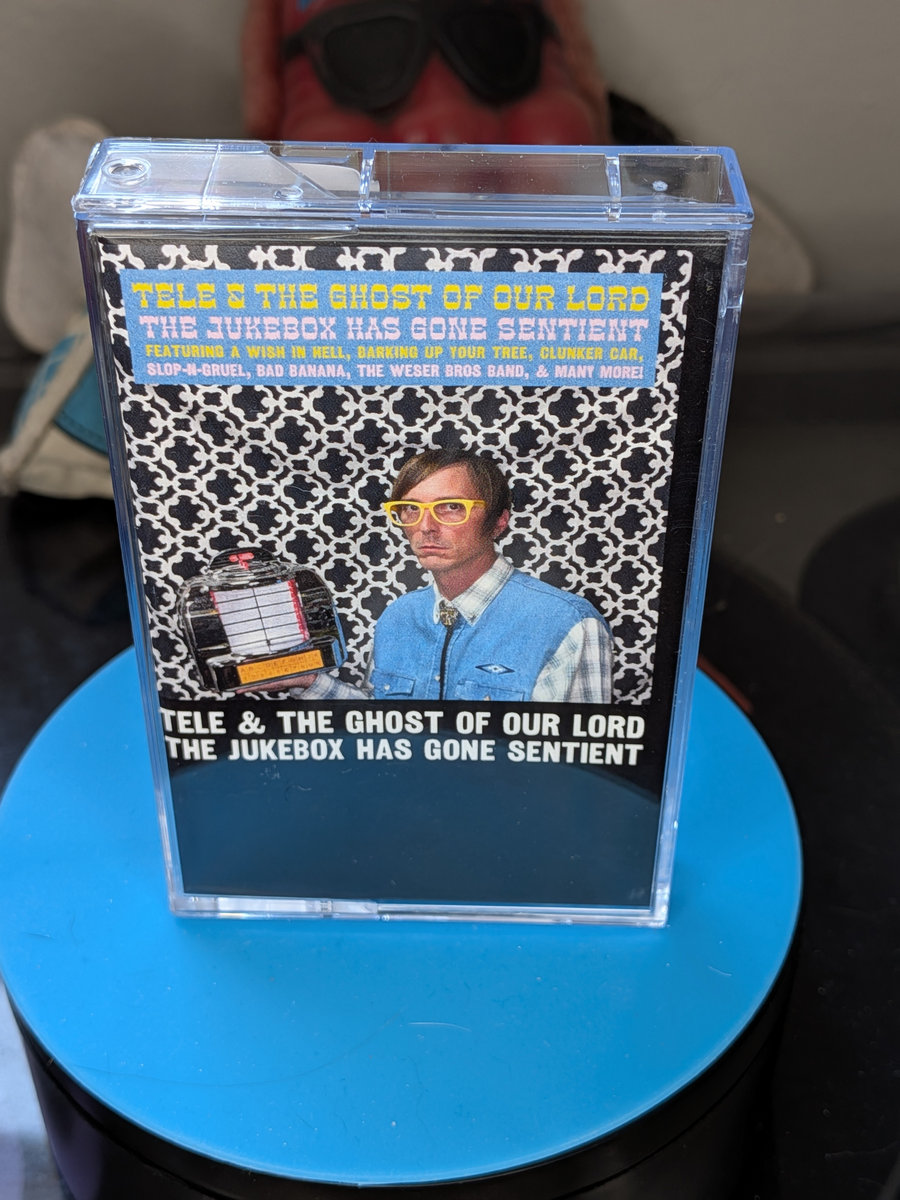 TELE & THE GHOST OF OUR LORD
THE JUKEBOX HAS GONE SENTIENT
FEATURING A WISH IN HELL, BARKING UP YOUR TREE, CLUNKER CAR,
SLOP-N-GRUEL, BAD BANANA, THE WESER BROS BAND, & MANY MORE!
TELE & THE GHOST OF OUR LORD
THE JUKEBOX HAS GONE SENTIENT